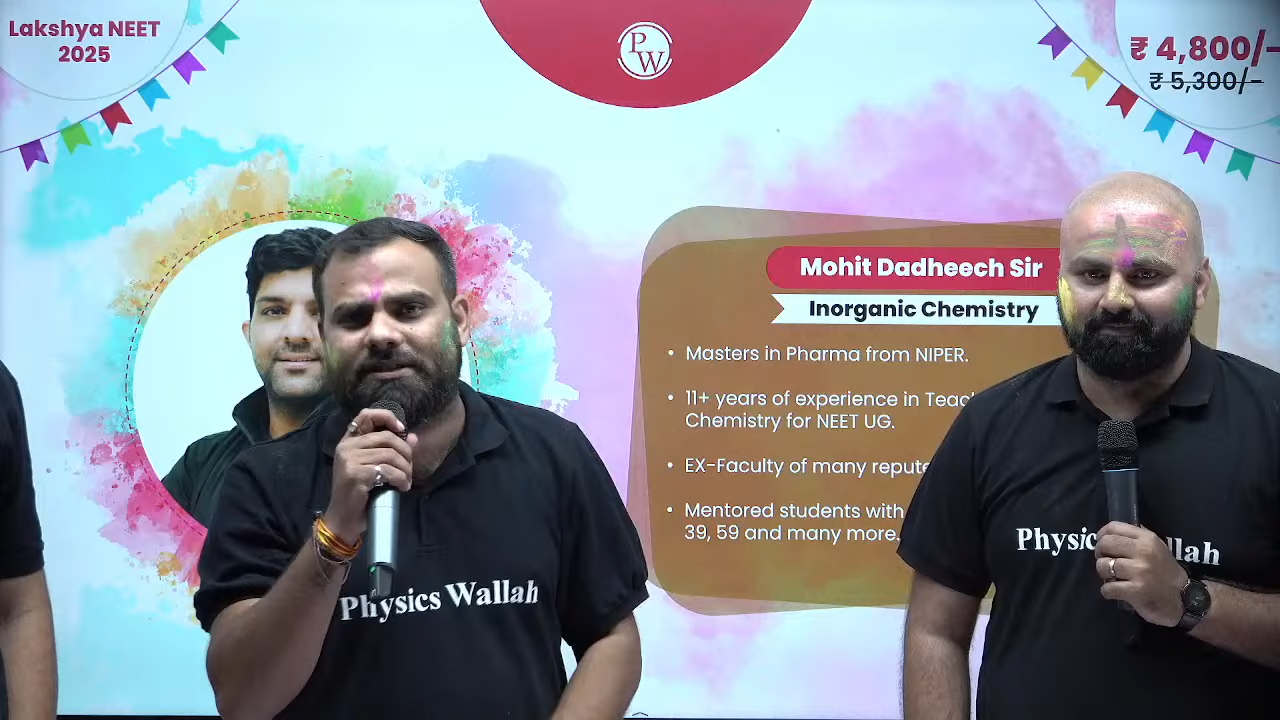 Lakshya NEET
2025
PW
₹ 4,800/-
₹ 5,300/-
Mohit Dadheech Sir
Inorganic Chemistry
• Masters in Pharma from NIPER.
• 11+ years of experience in
Chemistry for NEET UG.
• EX-Faculty of many
• Mentored students with
39, 59 and many more.
Physics Wallah